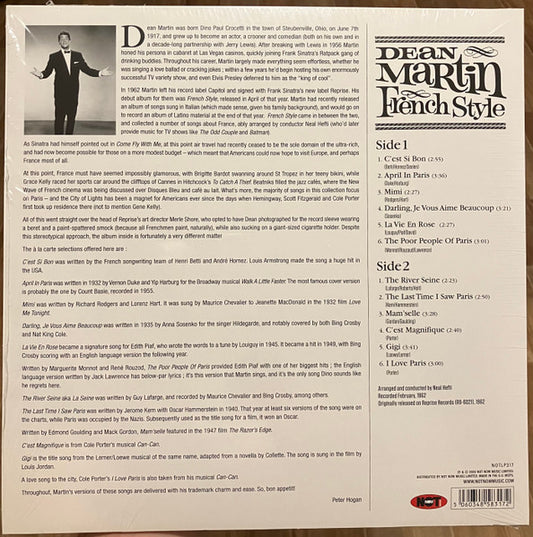 Dean Martin was born Dino Paul Crocetti in the town of Steubenville, Ohio, on June 7th
1917, and grew up to become an actor, a crooner and comedian (both on his own and in
a decade-long partnership with Jerry Lewis). After breaking with Lewis in 1956 Martin
honed his persona in cabaret at Las Vegas casinos, quickly joining Frank Sinatra's Ratpack gang of
drinking buddies. Throughout his career, Martin largely made everything seem effortless, whether he
was singing a love ballad or cracking jokes; within a few years he'd begin hosting his own enormously
successful TV variety show, and even Elvis Presley deferred to him as the "king of cool".
In 1962 Martin left his record label Capitol and signed with Frank Sinatra's new label Reprise. His
debut album for them was French Style, released in April of that year. Martin had recently released
an album of songs sung in Italian (which made sense, given his family background), and would go on
to record an album of Latino material at the end of that year. French Style came in between the two,
and collected a number of songs about France, ably arranged by conductor Neal Hefti (who'd later
provide music for TV shows like The Odd Couple and Batman).
As Sinatra had himself pointed out in Come Fly With Me, at this point air travel had recently ceased to be the sole domain of the ultra-rich,
and had now become possible for those on a more modest budget – which meant that Americans could now hope to visit Europe, and perhaps
France most of all.
At this point, France must have seemed impossibly glamorous, with Brigitte Bardot swanning around St Tropez in her teeny bikini, while
Grace Kelly raced her sports car around the clifftops of Cannes in Hitchcock's To Catch A Thief. Beatniks filled the jazz cafés, where the New
Wave of French cinema was being discussed over Disques Bleu and café au lait. What's more, the majority of songs in this collection focus
on Paris – and the City of Lights has been a magnet for Americans ever since the days when Hemingway, Scott Fitzgerald and Cole Porter
first took up residence there (not to mention Gene Kelly).
All of this went straight over the head of Reprise's art director Merle Shore, who opted to have Dean photographed for the record sleeve wearing
a beret and a paint-spattered smock (because all Frenchmen paint, naturally), while also sucking on a giant-sized cigarette holder. Despite
this stereotypical approach, the album inside is fortunately a very different matter.
The à la carte selections offered here are :
C'est Si Bon was written by the French songwriting team of Henri Betti and André Hornez. Louis Armstrong made the song a huge hit in
the USA.
April In Paris was written in 1932 by Vernon Duke and Yip Harburg for the Broadway musical Walk A Little Faster. The most famous cover version
is probably the one by Count Basie, recorded in 1955.
Mimi was written by Richard Rodgers and Lorenz Hart. It was sung by Maurice Chevalier to Jeanette MacDonald in the 1932 film Love
Me Tonight.
Darling, Je Vous Aime Beaucoup was written in 1935 by Anna Sosenko for the singer Hildegarde, and notably covered by both Bing Crosby
and Nat King Cole.
La Vie En Rose became a signature song for Edith Piaf, who wrote the words to a tune by Louiguy in 1945. It became a hit in 1949, with Bing
Crosby scoring with an English language version the following year.
Written by Marguerite Monnot and René Rouzod, The Poor People Of Paris provided Edith Piaf with one of her biggest hits ; the English
language version written by Jack Lawrence has below-par lyrics ; it's this version that Martin sings, and it's the only song Dino sounds like
he regrets here.
The River Seine aka La Seine was written by Guy Lafarge, and recorded by Maurice Chevalier and Bing Crosby, among others.
The Last Time I Saw Paris was written by Jerome Kern with Oscar Hammerstein in 1940. That year at least six versions of the song were on the
charts, while Paris was occupied by the Nazis. Subsequently used as the title song for a film, it won an Oscar.
Written by Edmund Goulding and Mack Gordon, Mam'selle featured in the 1947 film The Razor's Edge.
C'est Magnifique is from Cole Porter's musical Can-Can.
Gigi is the title song from the Lerner/Loewe musical of the same name, adapted from a novella by Collette. The song is sung in the film by
Louis Jordan.
A love song to the city, Cole Porter's I Love Paris is also taken from his musical Can-Can.
Throughout, Martin's versions of these songs are delivered with his trademark charm and ease. So, bon appetit!
Peter Hogan
DEAN
MARTIN
French Style
Side 1
1. C'est Si Bon (2:55)
(Betti/Hornez/Seelen)
2. April In Paris (2:36)
(Duke/Harburg)
3. Mimi (2:17)
(Rodgers/Hart)
4. Darling, Je Vous Aime Beaucoup (3:21)
(Sosenko)
5. La Vie En Rose (2:57)
(Louiguy/Piaf/David)
6. The Poor People Of Paris (3:01)
(Monnot/Rouzaud/Lawrence)
Side 2
1. The River Seine (2:23)
(Lafarge/Roberts/Holt)
2. The Last Time I Saw Paris (2:50)
(Kern/Hammerstein)
3. Mam'selle (2:28)
(Gordon/Goulding)
4. C'est Magnifique (2:40)
(Porter)
5. Gigi (2:41)
(Loewe/Lerner)
6. I Love Paris (3:00)
(Porter)
Arranged and conducted by Neal Hefti
Recorded February, 1962
Originally released on Reprise Records (R9-6021), 1962
NOTLP317
WWW.NOTNOWMUSIC.COM
NOT
5 060348 583172